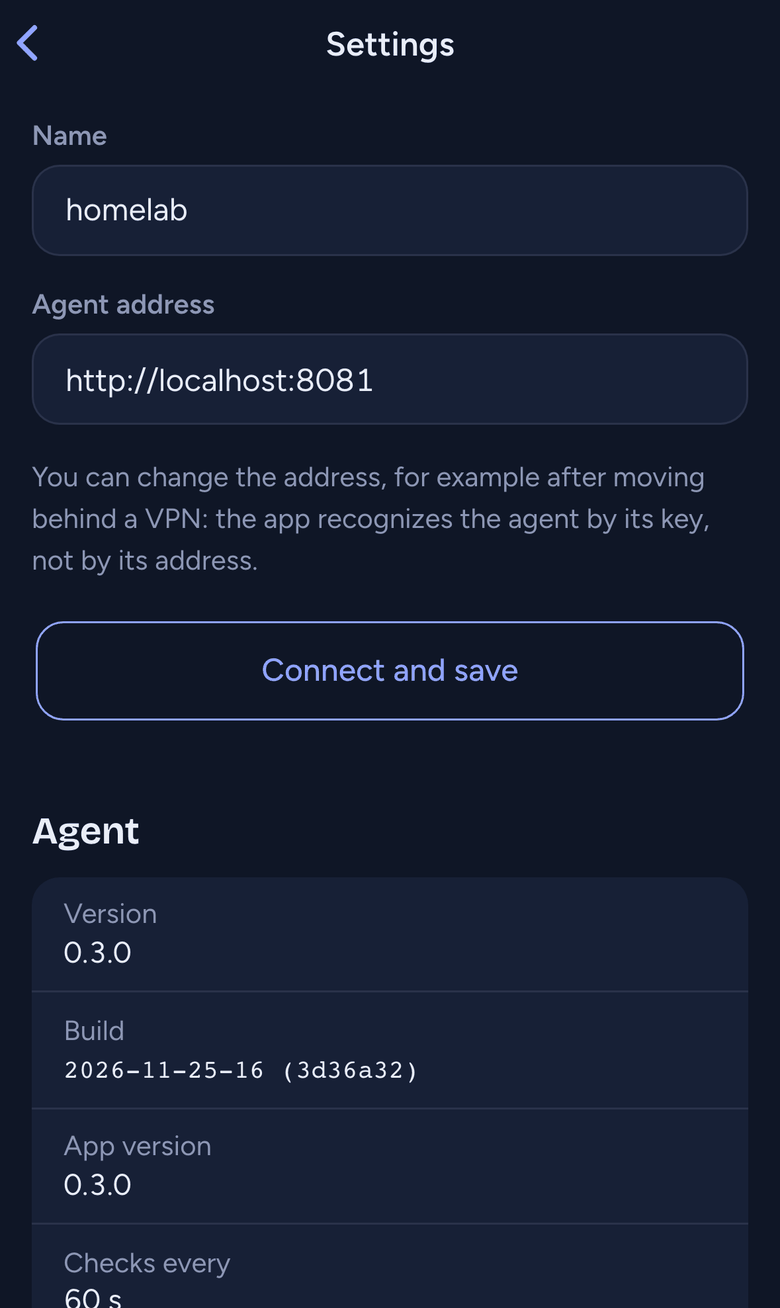 Settings
Name
homelab
Agent address
http://localhost:8081
You can change the address, for example after moving
behind a VPN: the app recognizes the agent by its key,
not by its address.
Connect and save
Agent
Version
0.3.0
Build
2026-11-25-16 (3d36a32)
App version
0.3.0
Checks every
60 s